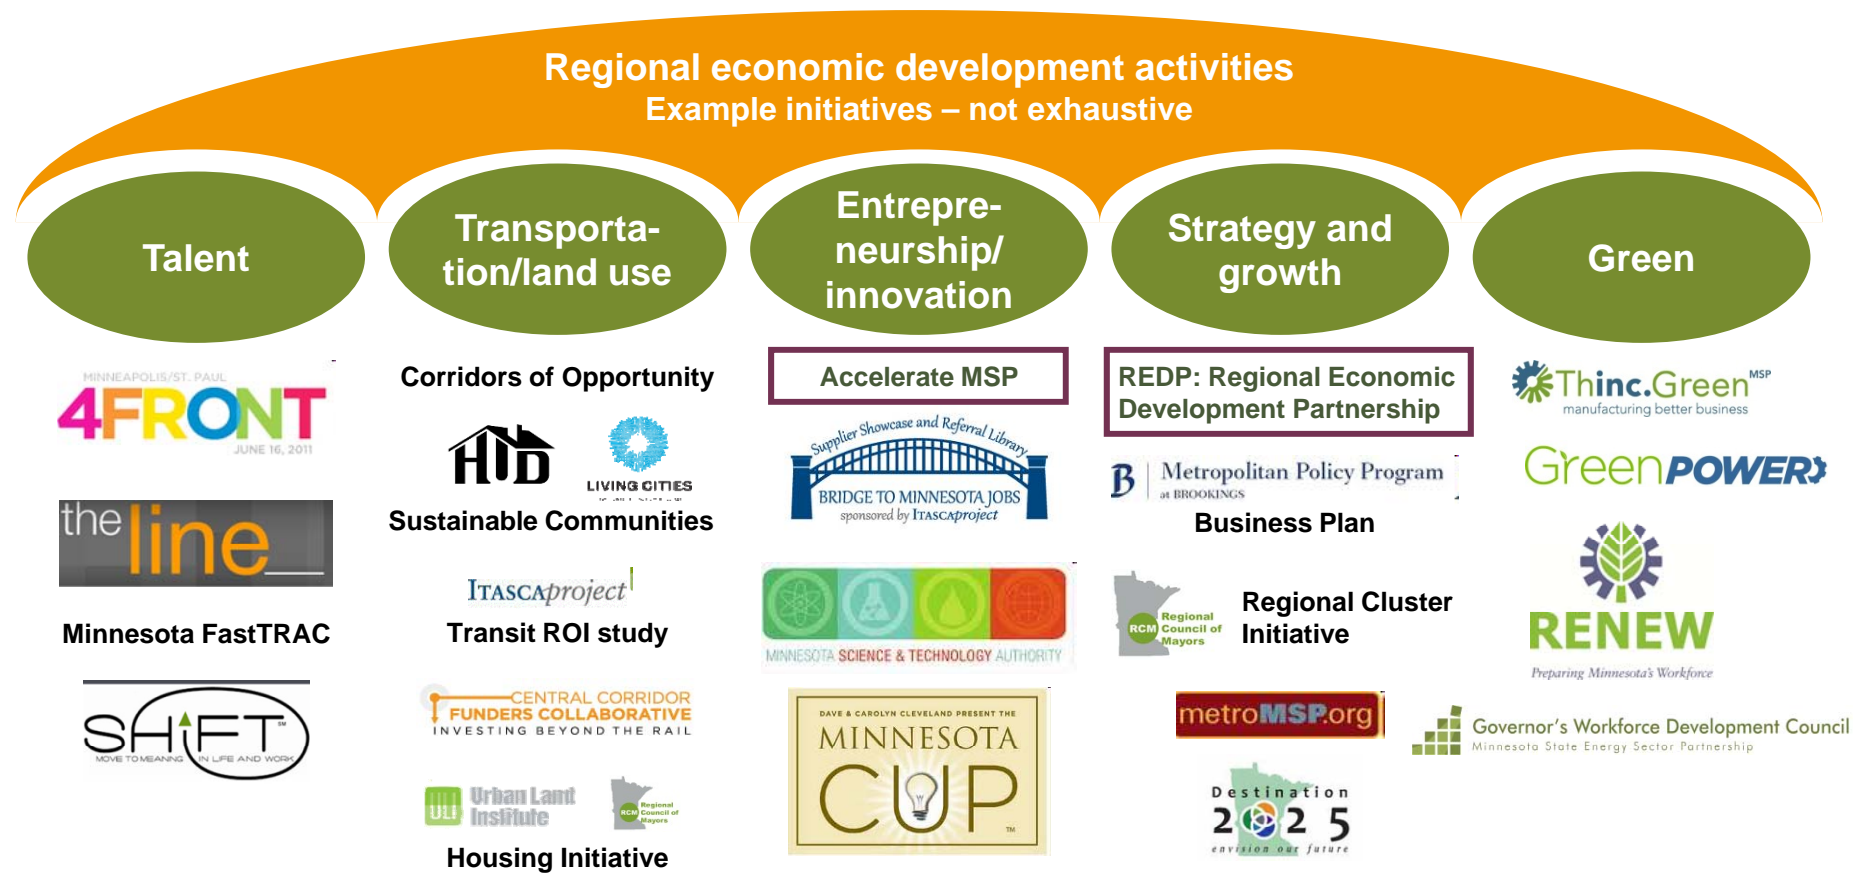 Regional economic development activities
Example initiatives – not exhaustive
Talent
Transporta-
tion/land use
Entrepre-
neurship/
innovation
Strategy and
growth
Green
MINNEAPOLIS/ST. PAUL
4FRONT
JUNE 16, 2011
the line
Minnesota FastTRAC
SHiFT
SM
MOVE TO MEANING IN LIFE AND WORK
Corridors of Opportunity
HUD
LIVING CITIES
Sustainable Communities
ITASCAproject
Transit ROI study
CENTRAL CORRIDOR
FUNDERS COLLABORATIVE
INVESTING BEYOND THE RAIL
ULI
Urban Land
Institute
RCM
Regional
Council of
Mayors
Housing Initiative
Accelerate MSP
Supplier Showcase and Referral Library
BRIDGE TO MINNESOTA JOBS
sponsored by ITASCAproject
MINNESOTA SCIENCE & TECHNOLOGY AUTHORITY
DAVE & CAROLYN CLEVELAND PRESENT THE
MINNESOTA
CUP
TM
REDP: Regional Economic
Development Partnership
B
Metropolitan Policy Program
at BROOKINGS
Business Plan
RCM
Regional
Council of
Mayors
Regional Cluster
Initiative
metroMSP.org
Destination
2025
envision our future
Thinc.Green MSP
manufacturing better business
GreenPOWER
RENEW
Preparing Minnesota's Workforce
Governor's Workforce Development Council
Minnesota State Energy Sector Partnership